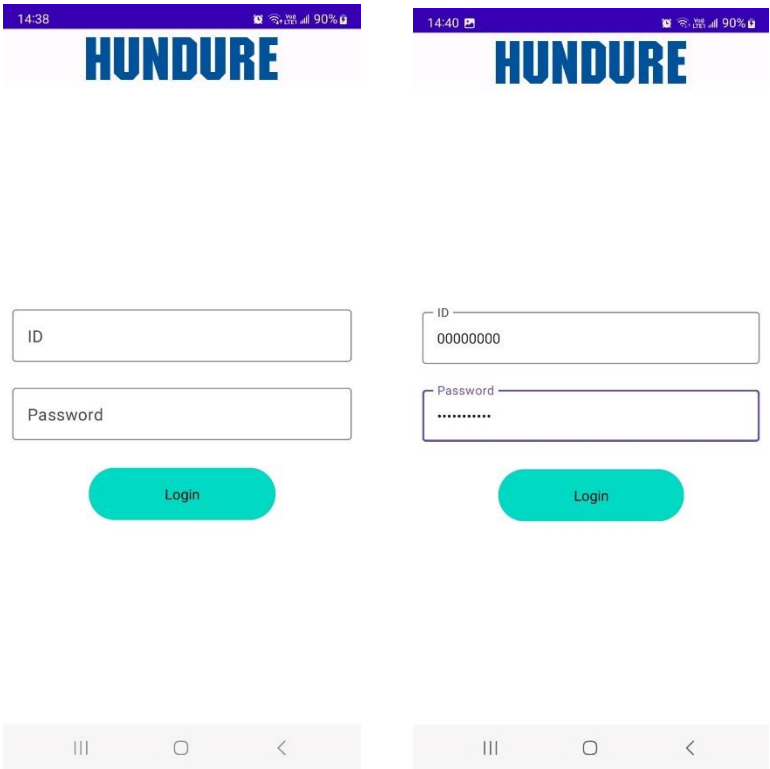 14:38
90%
HUNDURE
ID
Password
Login
14:40
90%
HUNDURE
ID
00000000
Password
•••••••••••
Login